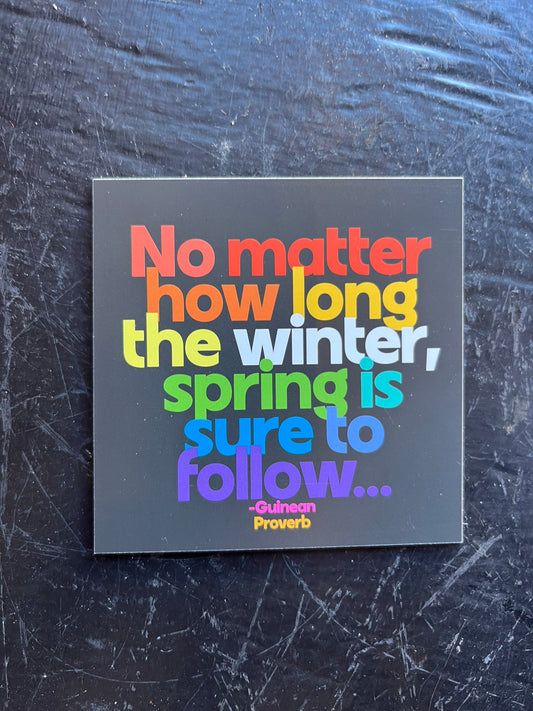 No matter
how long
the winter,
spring is
sure to
follow...
-Guinean
Proverb